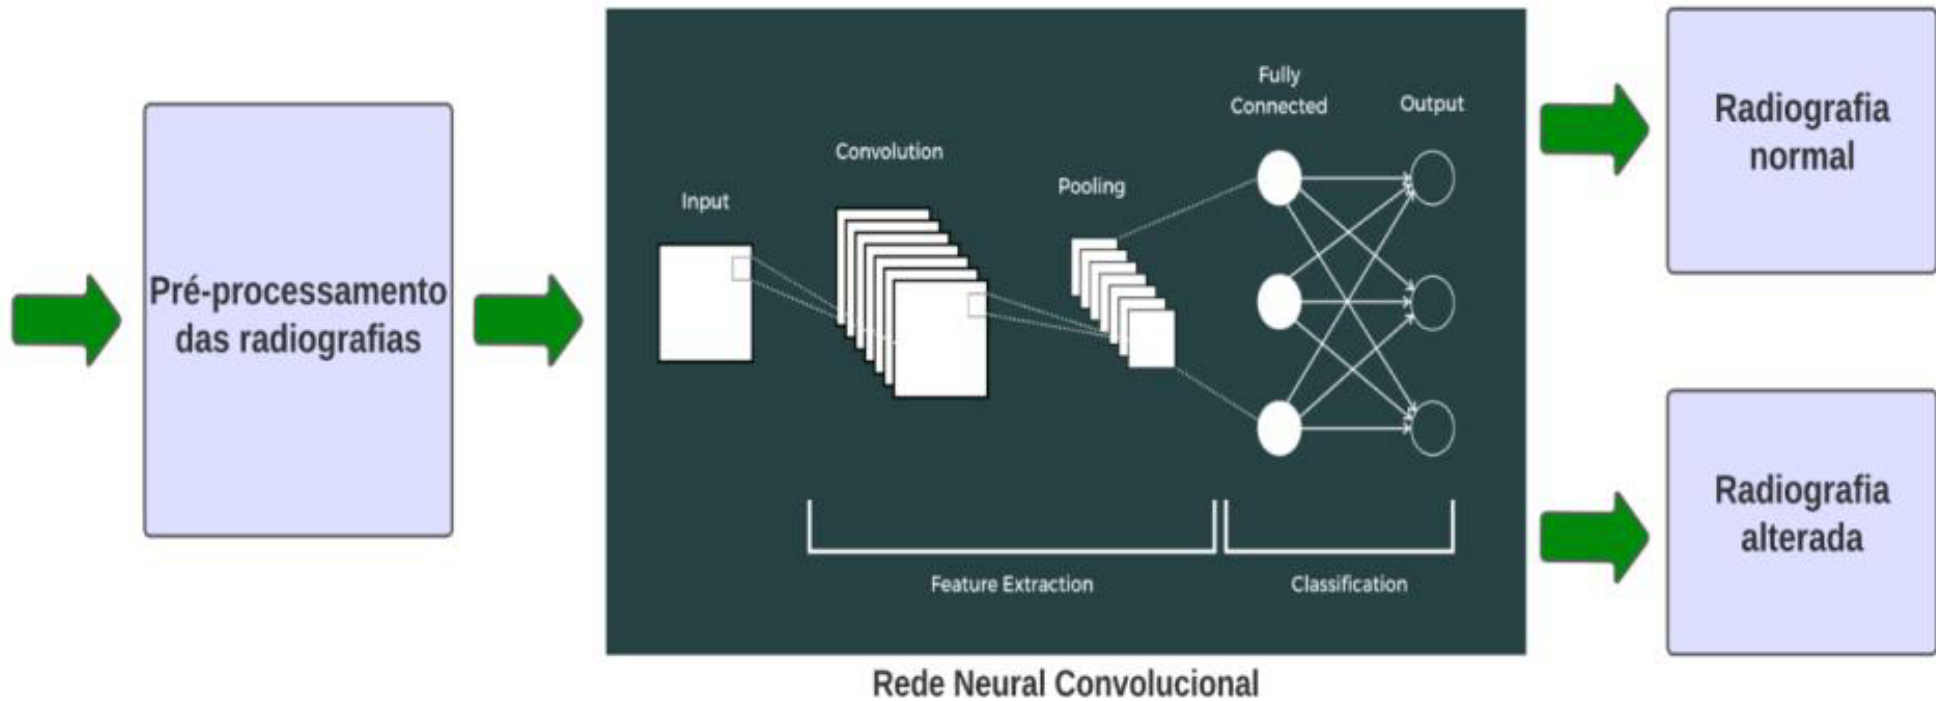 Pré-processamento
das radiografias
Input
Convolution
Pooling
Fully
Connected
Output
Feature Extraction
Classification
Rede Neural Convolucional
Radiografia
normal
Radiografia
alterada